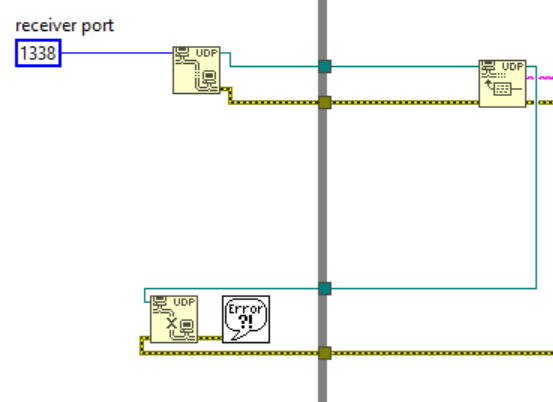 receiver port
1338
UDP
UDP
UDP
Error
?!